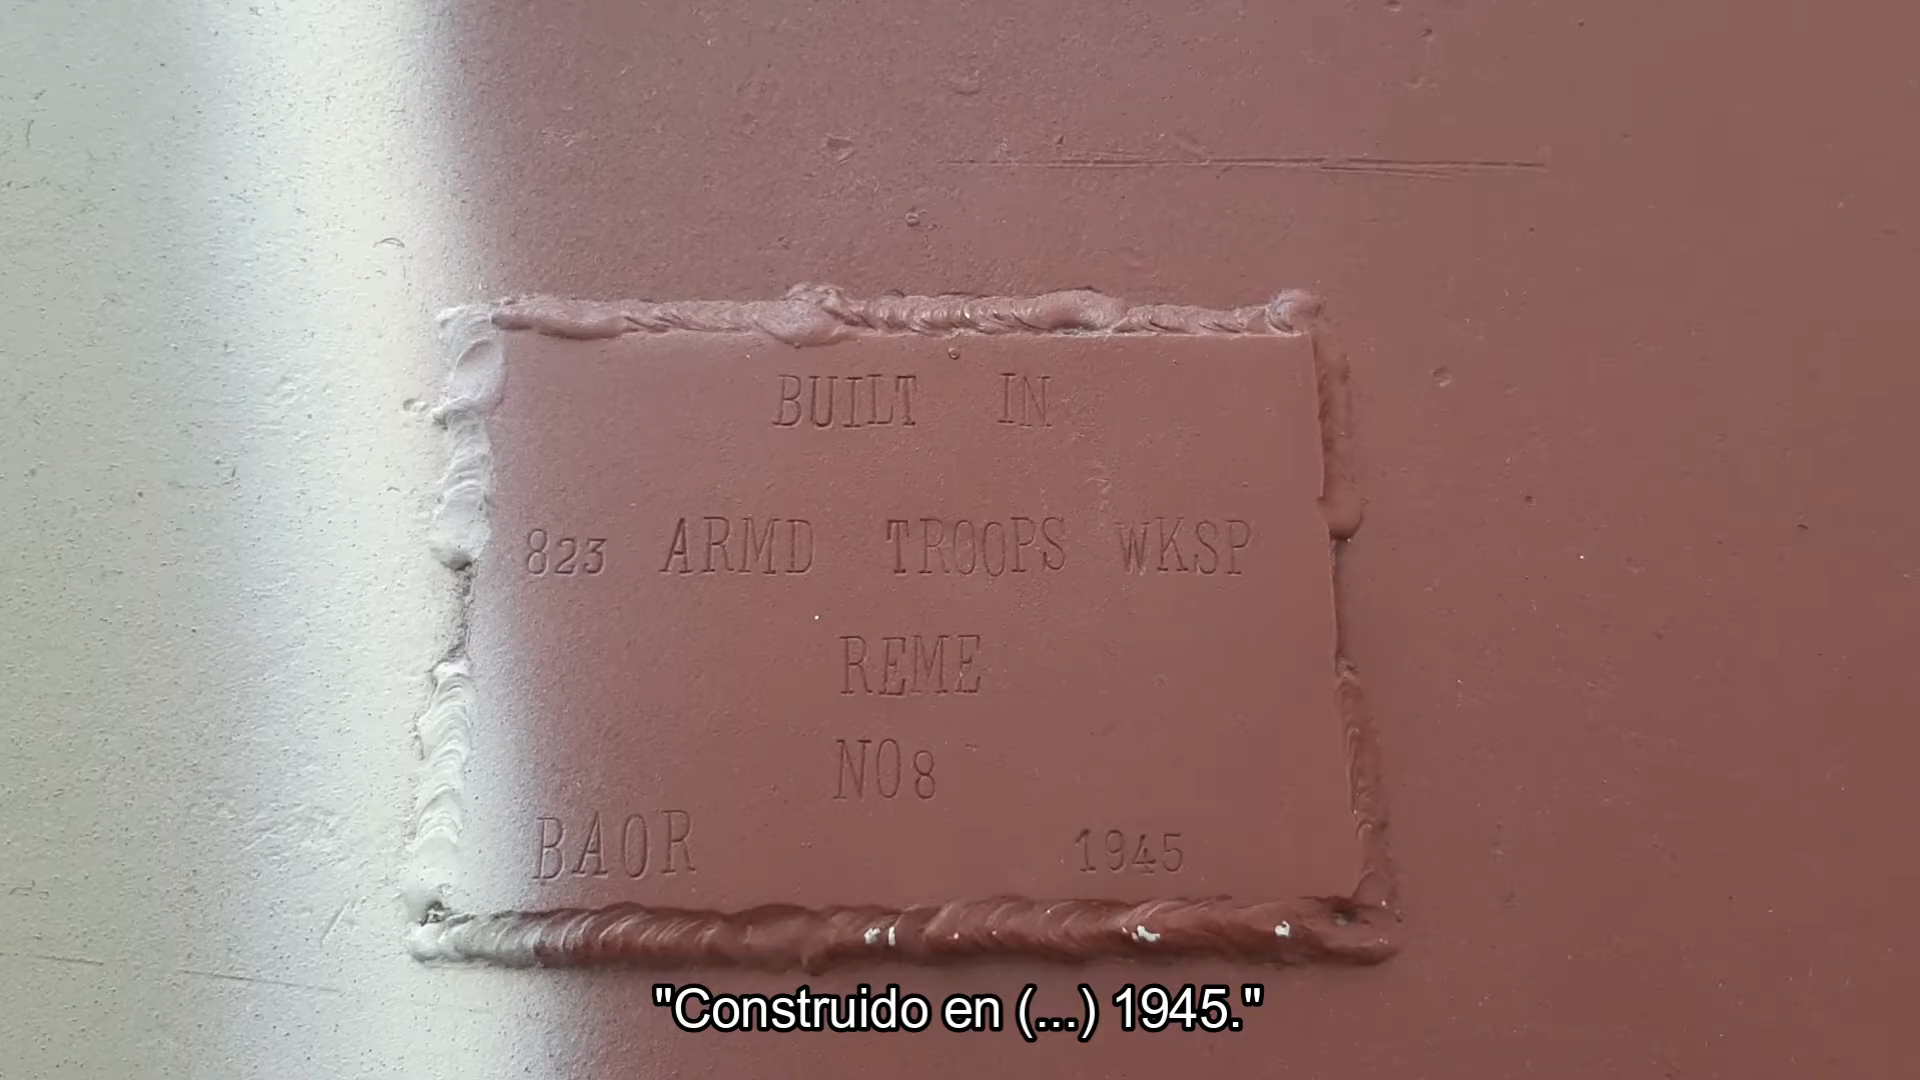 BUILT IN
823 ARMD TROOPS WKSP
REME
NO8
BAOR 1945
"Construido en (...) 1945."